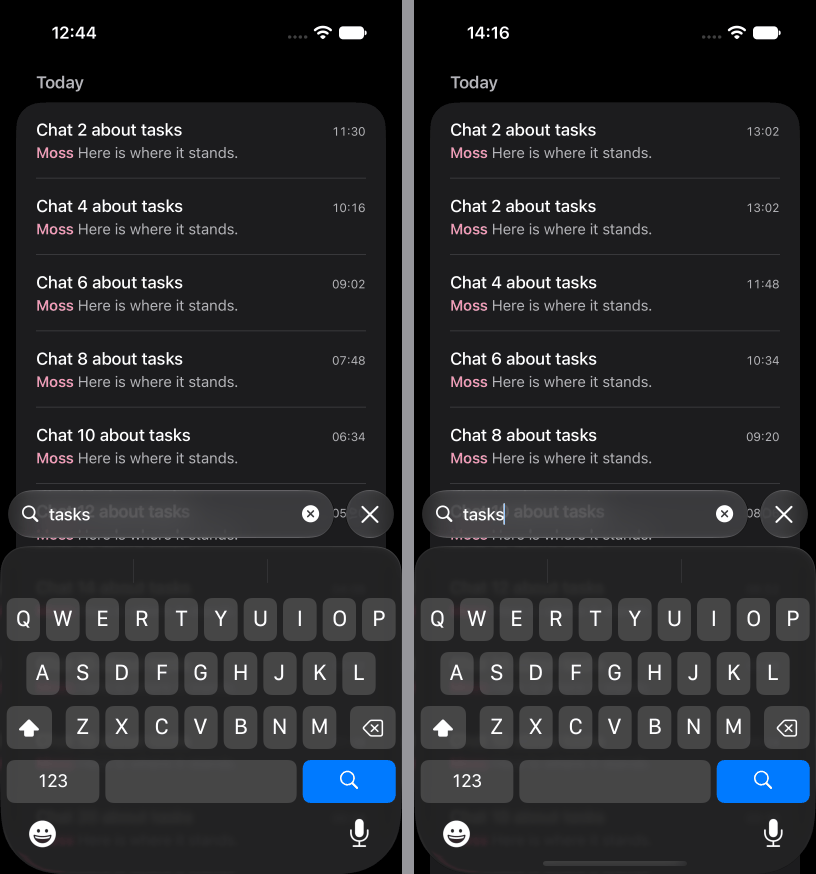 12:44
Today
Chat 2 about tasks 11:30
Moss Here is where it stands.
Chat 4 about tasks 10:16
Moss Here is where it stands.
Chat 6 about tasks 09:02
Moss Here is where it stands.
Chat 8 about tasks 07:48
Moss Here is where it stands.
Chat 10 about tasks 06:34
Moss Here is where it stands.
tasks
Q W E R T Y U I O P
A S D F G H J K L
Z X C V B N M
123
14:16
Today
Chat 2 about tasks 13:02
Moss Here is where it stands.
Chat 2 about tasks 13:02
Moss Here is where it stands.
Chat 4 about tasks 11:48
Moss Here is where it stands.
Chat 6 about tasks 10:34
Moss Here is where it stands.
Chat 8 about tasks 09:20
Moss Here is where it stands.
tasks
Q W E R T Y U I O P
A S D F G H J K L
Z X C V B N M
123